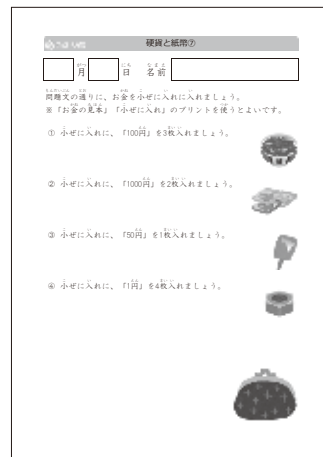 硬貨と紙幣⑦
月 日 名前
問題文の通りに、お金を小ぜに入れに入れましょう。
※「お金の見本」「小ぜに入れ」のプリントを使うとよいです。
① 小ぜに入れに、「100円」を3枚入れましょう。
② 小ぜに入れに、「1000円」を2枚入れましょう。
③ 小ぜに入れに、「50円」を1枚入れましょう。
④ 小ぜに入れに、「1円」を4枚入れましょう。